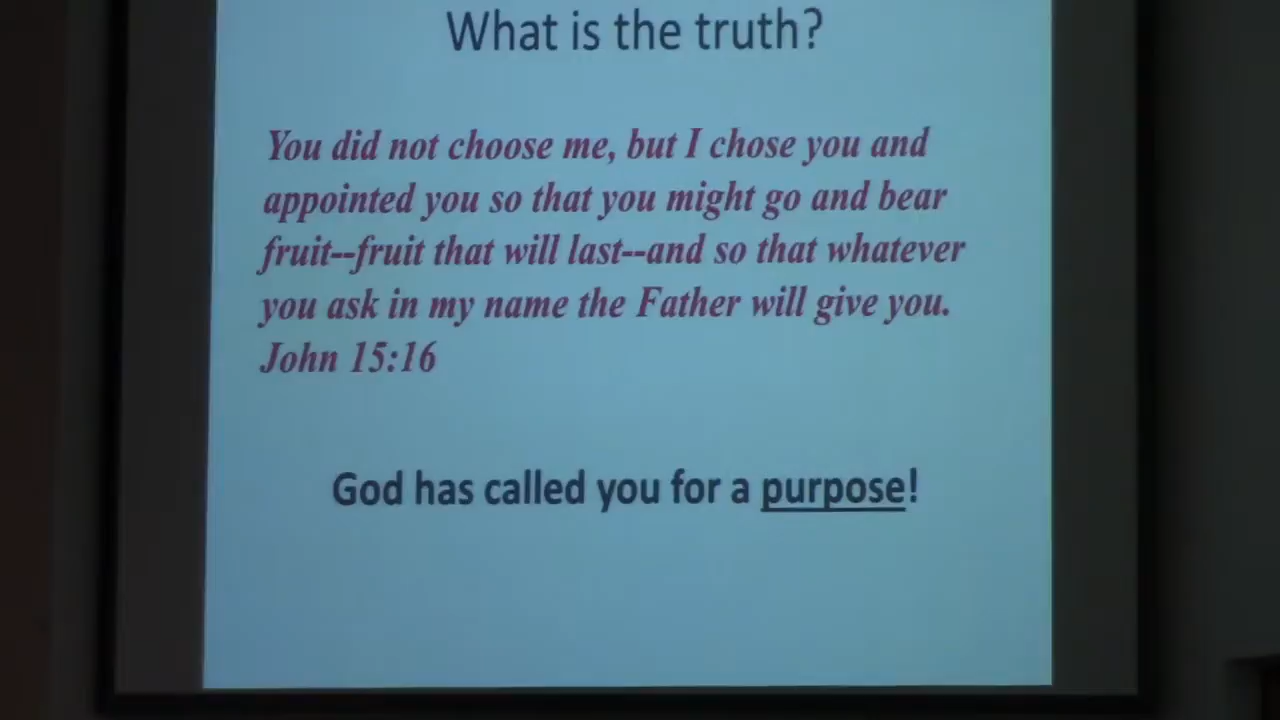 What is the truth?
You did not choose me, but I chose you and
appointed you so that you might go and bear
fruit--fruit that will last--and so that whatever
you ask in my name the Father will give you.
John 15:16
God has called you for a purpose!